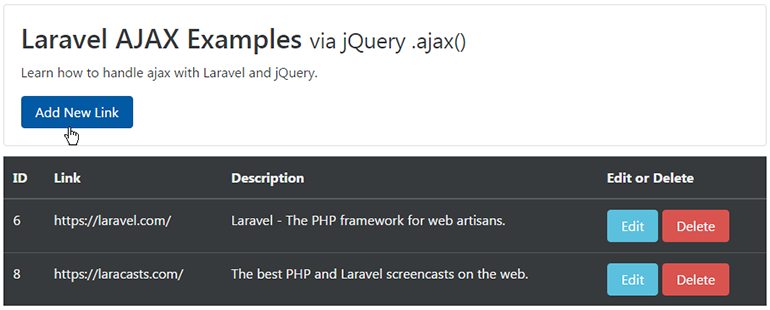 Laravel AJAX Examples via jQuery .ajax()
Learn how to handle ajax with Laravel and jQuery.
Add New Link
ID Link Description Edit or Delete
6 https://laravel.com/ Laravel - The PHP framework for web artisans. Edit Delete
8 https://laracasts.com/ The best PHP and Laravel screencasts on the web. Edit Delete